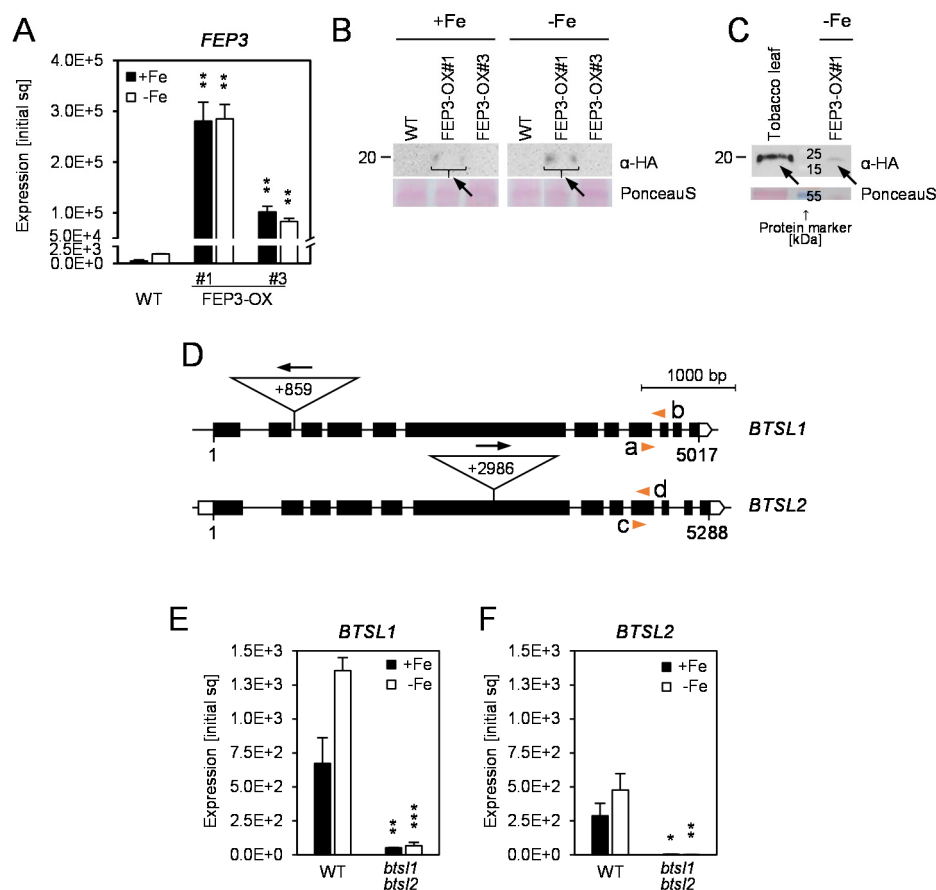 A
FEP3
Expression [initial sq]
4.0E+5
3.0E+5
2.0E+5
1.0E+5
5.0E+4
2.5E+3
0.0E+0
+Fe
-Fe
**
**
**
**
WT
#1
#3
FEP3-OX
B
+Fe
-Fe
WT
FEP3-OX#1
FEP3-OX#3
WT
FEP3-OX#1
FEP3-OX#3
20
α-HA
PonceauS
C
-Fe
Tobacco leaf
FEP3-OX#1
20
25
15
α-HA
55
PonceauS
↑
Protein marker
[kDa]
D
1000 bp
+859
b
BTSL1
1
a
5017
+2986
d
BTSL2
1
c
5288
E
BTSL1
Expression [initial sq]
1.5E+3
1.3E+3
1.0E+3
7.5E+2
5.0E+2
2.5E+2
0.0E+0
+Fe
-Fe
**
***
WT
btsl1
btsl2
F
BTSL2
Expression [initial sq]
1.5E+3
1.3E+3
1.0E+3
7.5E+2
5.0E+2
2.5E+2
0.0E+0
+Fe
-Fe
*
**
WT
btsl1
btsl2